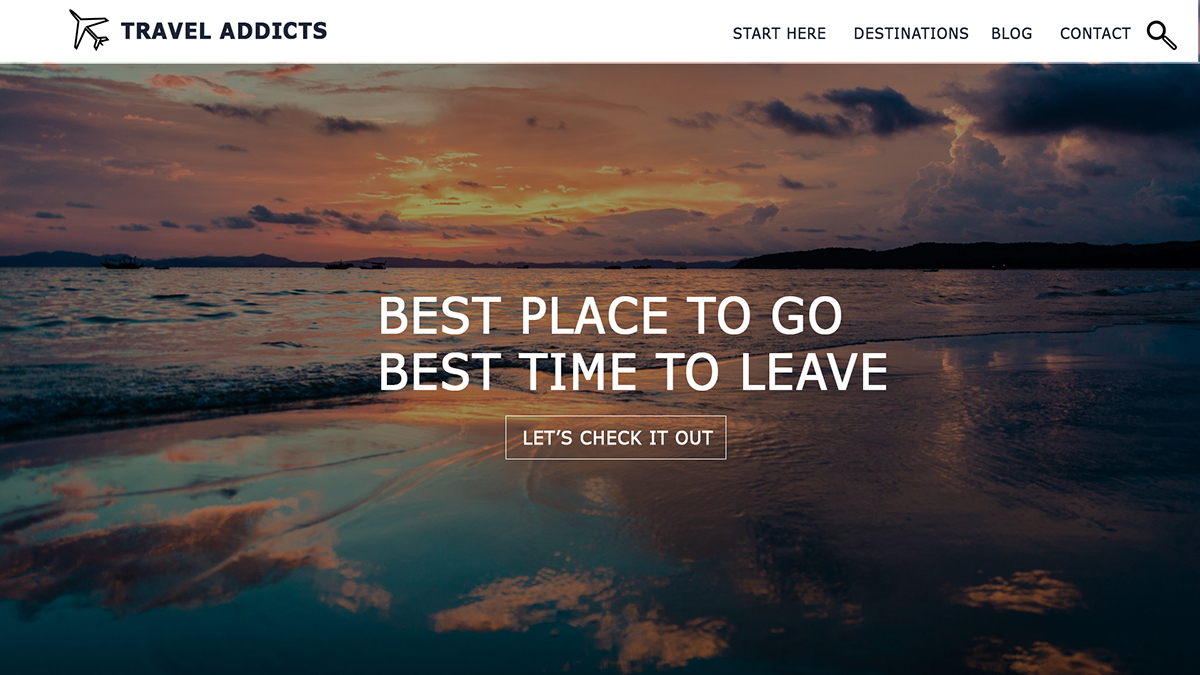 TRAVEL ADDICTS
START HERE DESTINATIONS BLOG CONTACT
BEST PLACE TO GO
BEST TIME TO LEAVE
LET’S CHECK IT OUT